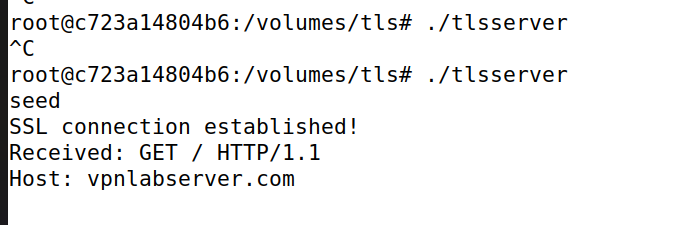 root@c723a14804b6:/volumes/tls# ./tlsserver
^C
root@c723a14804b6:/volumes/tls# ./tlsserver
seed
SSL connection established!
Received: GET / HTTP/1.1
Host: vpnlabserver.com